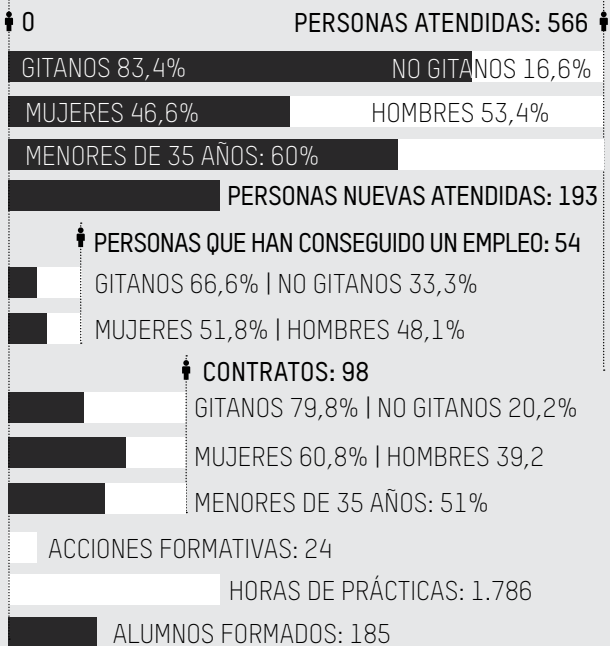 0
PERSONAS ATENDIDAS: 566
GITANOS 83,4%
NO GITANOS 16,6%
MUJERES 46,6%
HOMBRES 53,4%
MENORES DE 35 AÑOS: 60%
PERSONAS NUEVAS ATENDIDAS: 193
PERSONAS QUE HAN CONSEGUIDO UN EMPLEO: 54
GITANOS 66,6% | NO GITANOS 33,3%
MUJERES 51,8% | HOMBRES 48,1%
CONTRATOS: 98
GITANOS 79,8% | NO GITANOS 20,2%
MUJERES 60,8% | HOMBRES 39,2
MENORES DE 35 AÑOS: 51%
ACCIONES FORMATIVAS: 24
HORAS DE PRÁCTICAS: 1.786
ALUMNOS FORMADOS: 185